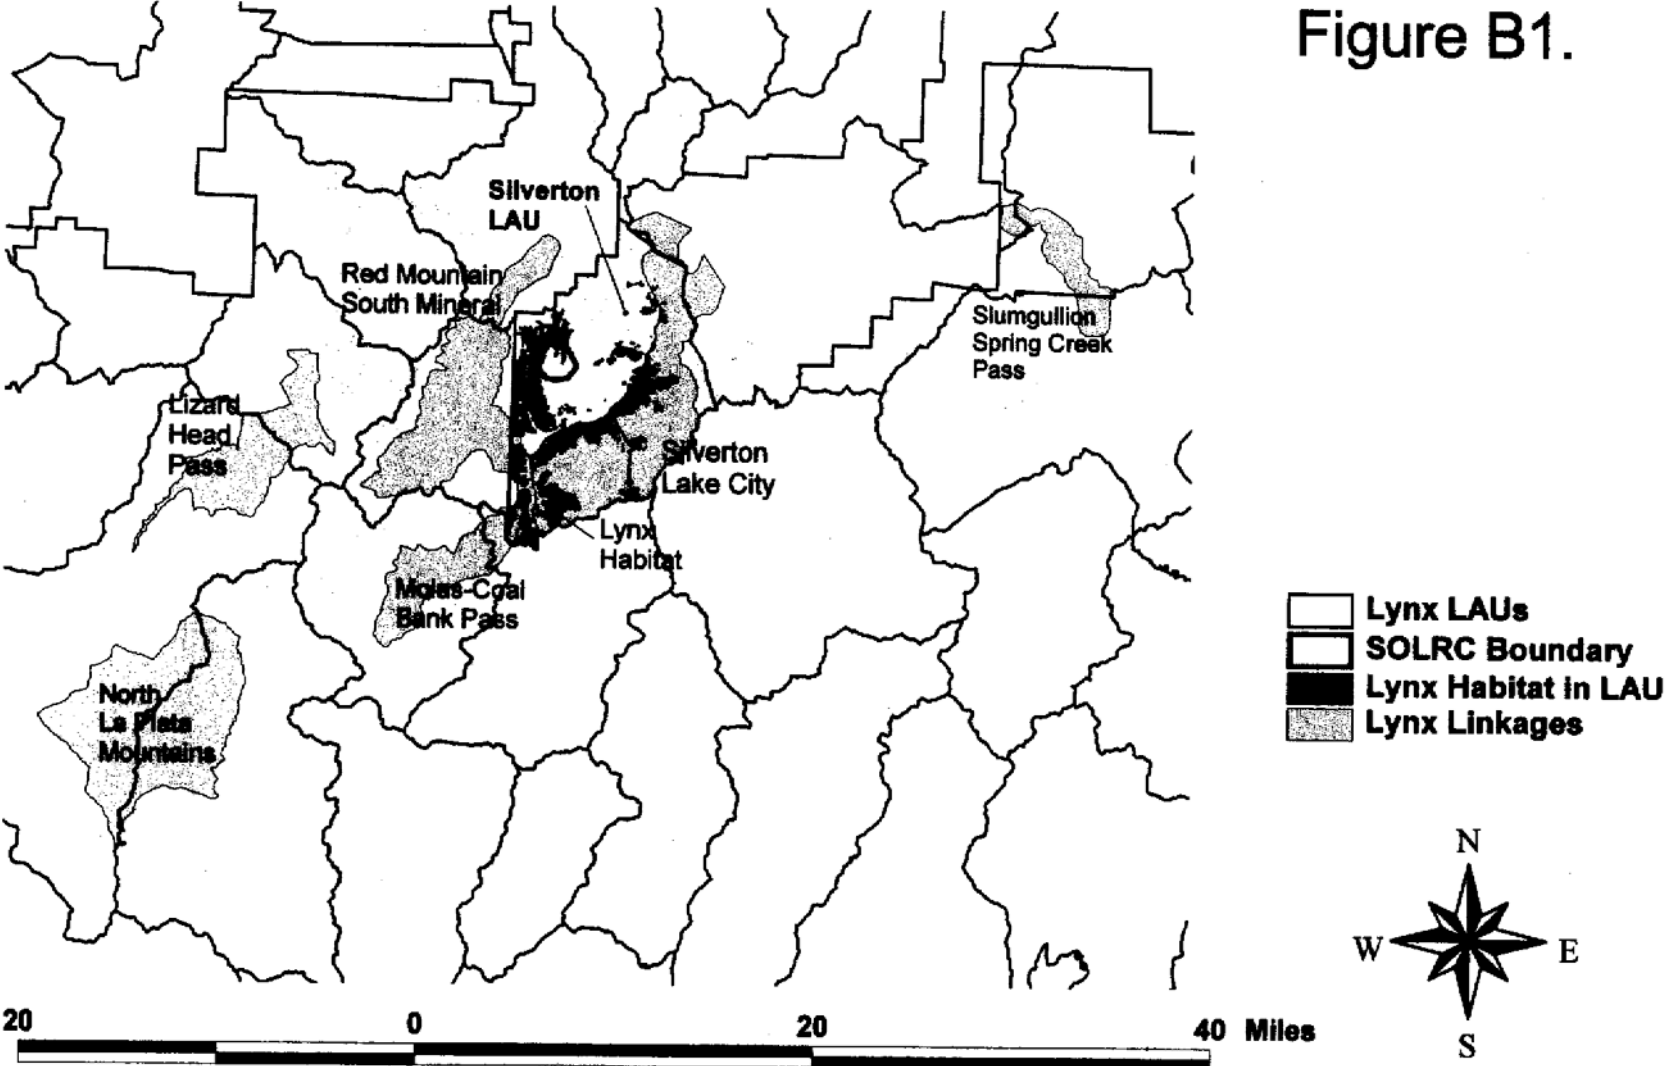 Figure B1.
Silverton
LAU
Red Mountain
South Mineral
Slumgullion
Spring Creek
Pass
Lizard
Head
Pass
Silverton
Lake City
Lynx
Habitat
Molas-Coal
Bank Pass
North
La Plata
Mountains
Lynx LAUs
SOLRC Boundary
Lynx Habitat in LAU
Lynx Linkages
N
W E
S
20 0 20 40 Miles